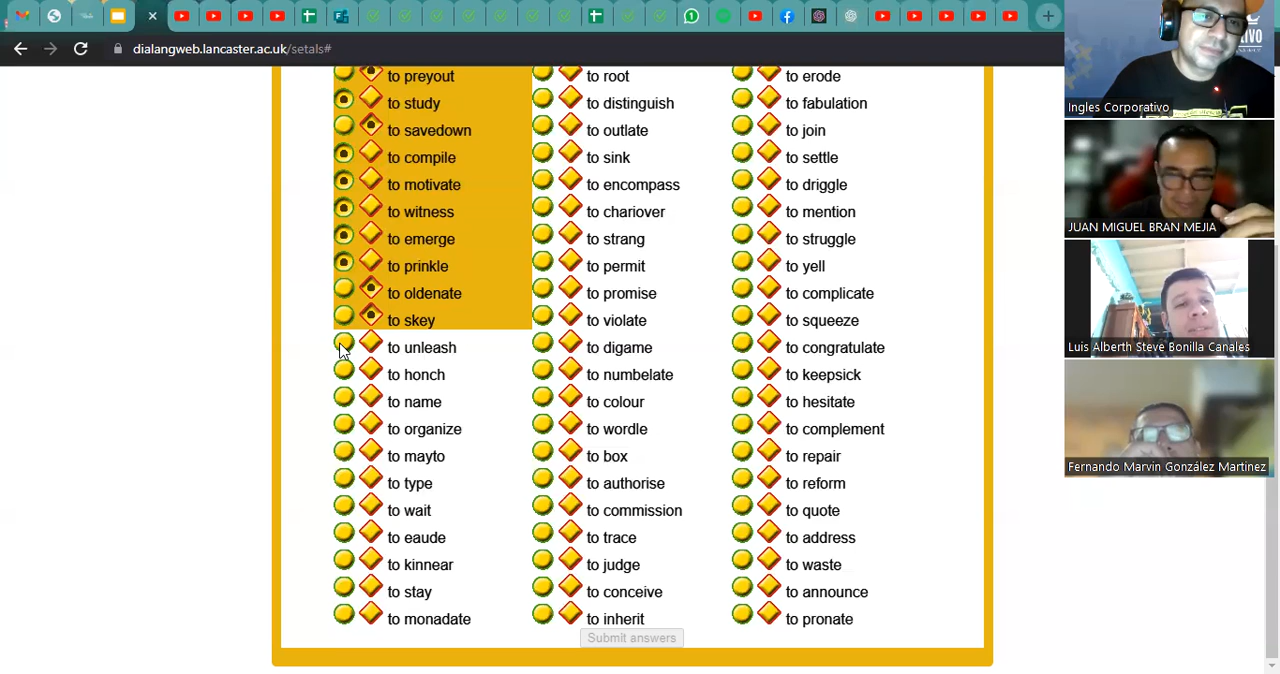 dialangweb.lancaster.ac.uk/setals#
to preyout
to study
to savedown
to compile
to motivate
to witness
to emerge
to prinkle
to oldenate
to skey
to unleash
to honch
to name
to organize
to mayto
to type
to wait
to eaude
to kinnear
to stay
to monadate
to root
to distinguish
to outlate
to sink
to encompass
to chariover
to strang
to permit
to promise
to violate
to digame
to numbelate
to colour
to wordle
to box
to authorise
to commission
to trace
to judge
to conceive
to inherit
to erode
to fabulation
to join
to settle
to driggle
to mention
to struggle
to yell
to complicate
to squeeze
to congratulate
to keepsick
to hesitate
to complement
to repair
to reform
to quote
to address
to waste
to announce
to pronate
Submit answers
Ingles Corporativo
JUAN MIGUEL BRAN MEJIA
Luis Alberth Steve Bonilla Canales
Fernando Marvin González Martinez